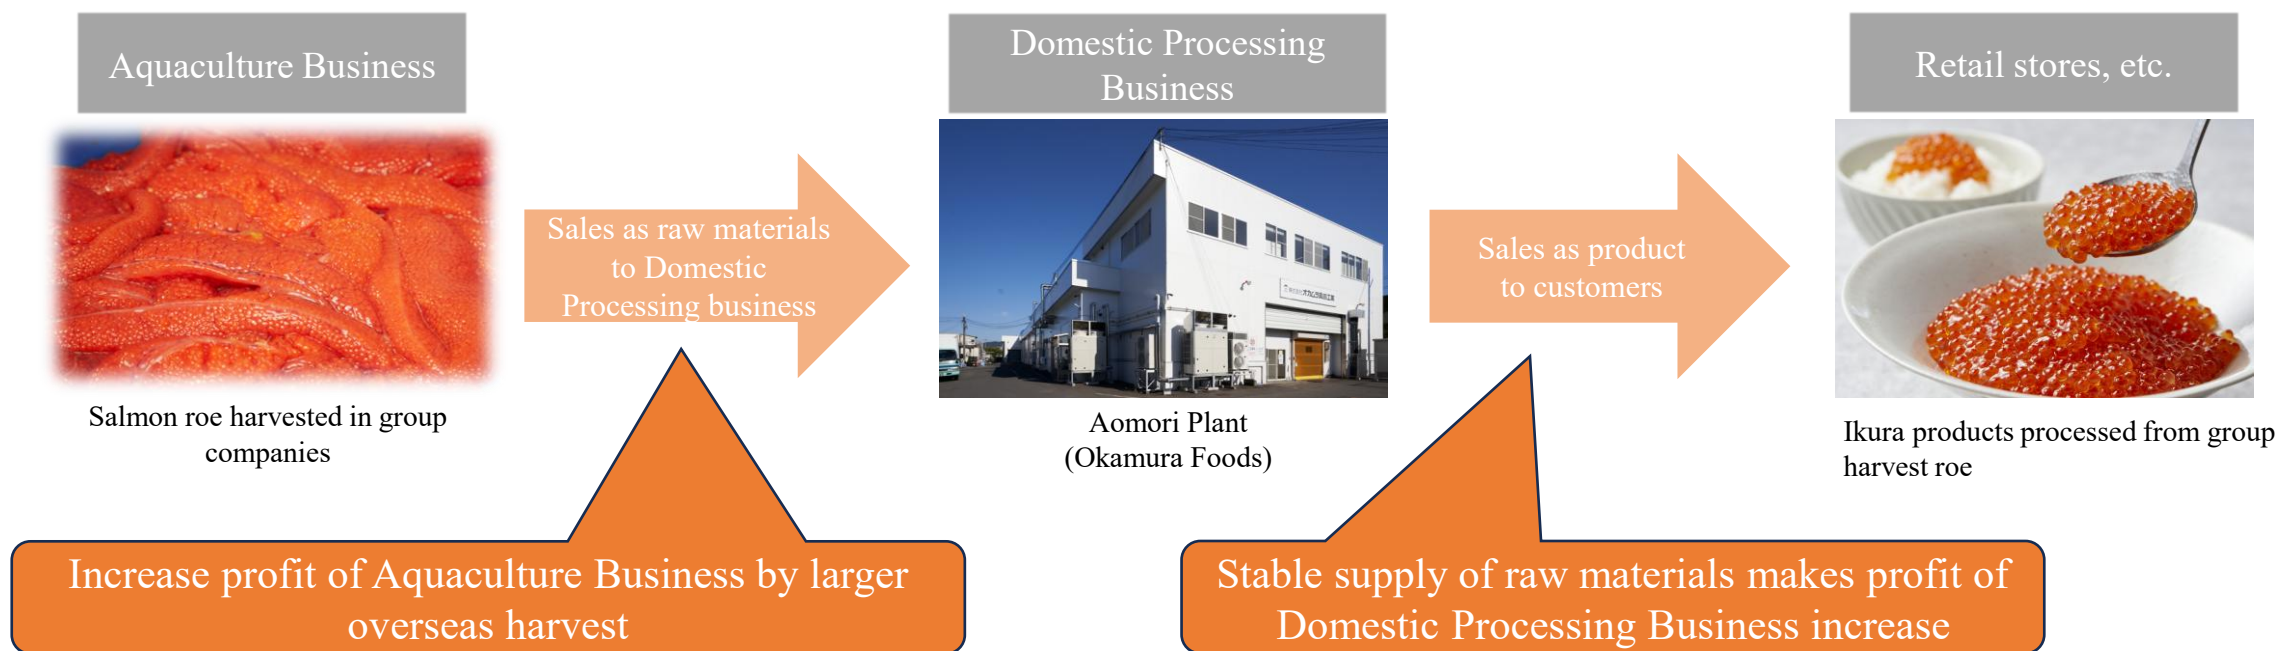 Aquaculture Business
Domestic Processing
Business
Retail stores, etc.
Sales as raw materials
to Domestic
Processing business
Sales as product
to customers
Salmon roe harvested in group
companies
Aomori Plant
(Okamura Foods)
Ikura products processed from group
harvest roe
Increase profit of Aquaculture Business by larger
overseas harvest
Stable supply of raw materials makes profit of
Domestic Processing Business increase